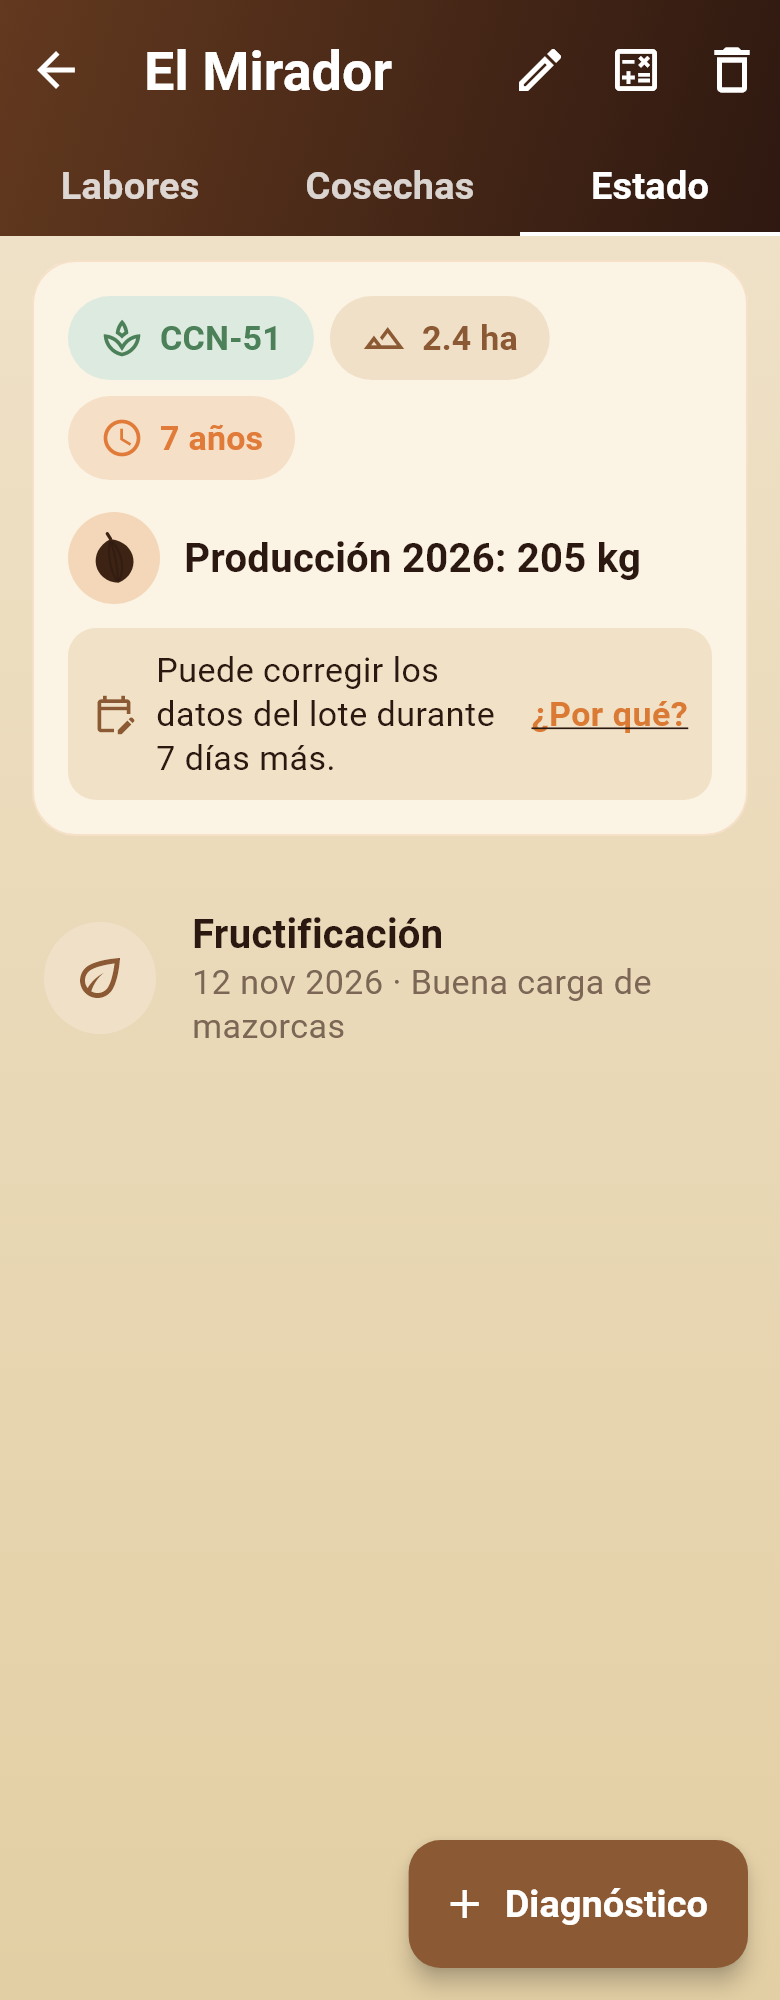 El Mirador
Labores
Cosechas
Estado
CCN-51
2.4 ha
7 años
Producción 2026: 205 kg
Puede corregir los
datos del lote durante
7 días más.
¿Por qué?
Fructificación
12 nov 2026 · Buena carga de
mazorcas
Diagnóstico